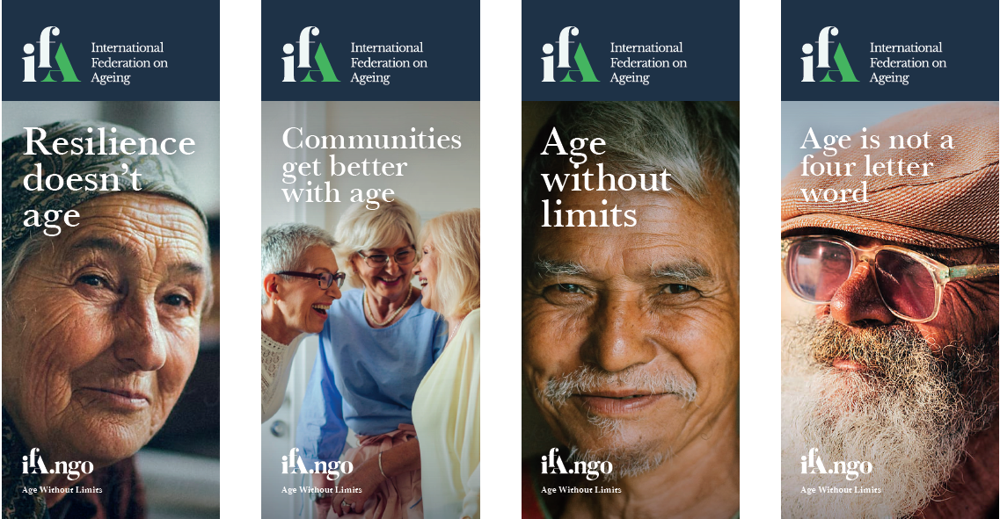 ifA
International
Federation on
Ageing
Resilience
doesn't
age
ifA.ngo
Age Without Limits
ifA
International
Federation on
Ageing
Communities
get better
with age
ifA.ngo
Age Without Limits
ifA
International
Federation on
Ageing
Age
without
limits
ifA.ngo
Age Without Limits
ifA
International
Federation on
Ageing
Age is not a
four letter
word
ifA.ngo
Age Without Limits